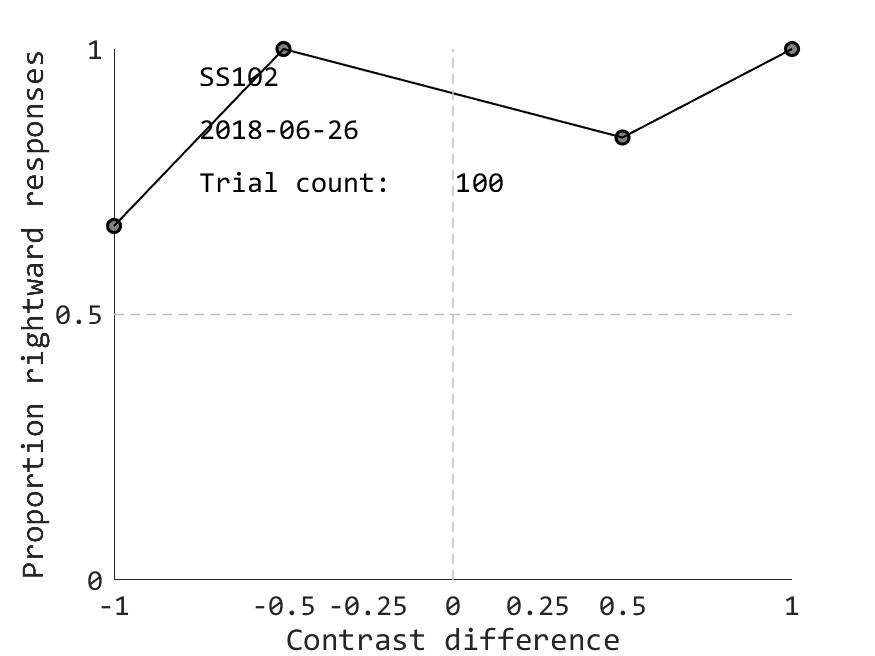 1
SS102
2018-06-26
Trial count: 100
Proportion rightward responses
0.5
0
-1 -0.5 -0.25 0 0.25 0.5 1
Contrast difference